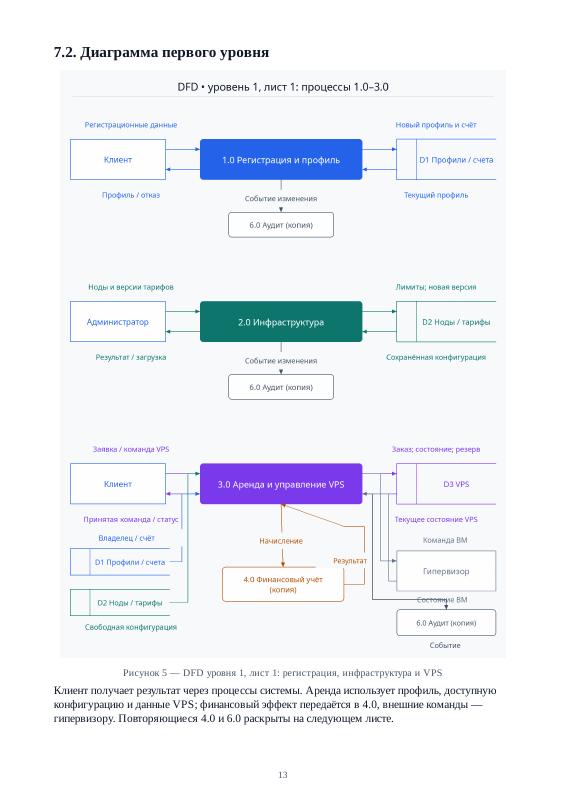 7.2. Диаграмма первого уровня
DFD • уровень 1, лист 1: процессы 1.0–3.0
Регистрационные данные
Новый профиль и счёт
Клиент
1.0 Регистрация и профиль
D1 Профили / счета
Профиль / отказ
Текущий профиль
Событие изменения
6.0 Аудит (копия)
Ноды и версии тарифов
Лимиты; новая версия
Администратор
2.0 Инфраструктура
D2 Ноды / тарифы
Результат / загрузка
Сохранённая конфигурация
Событие изменения
6.0 Аудит (копия)
Заявка / команда VPS
Заказ; состояние; резерв
Клиент
3.0 Аренда и управление VPS
D3 VPS
Принятая команда / статус
Текущее состояние VPS
Владелец / счёт
Начисление
Команда ВМ
D1 Профили / счета
Результат
4.0 Финансовый учёт
(копия)
Гипервизор
D2 Ноды / тарифы
Состояние ВМ
6.0 Аудит (копия)
Свободная конфигурация
Событие
Рисунок 5 — DFD уровня 1, лист 1: регистрация, инфраструктура и VPS
Клиент получает результат через процессы системы. Аренда использует профиль, доступную
конфигурацию и данные VPS; финансовый эффект передаётся в 4.0, внешние команды —
гипервизору. Повторяющиеся 4.0 и 6.0 раскрыты на следующем листе.
13